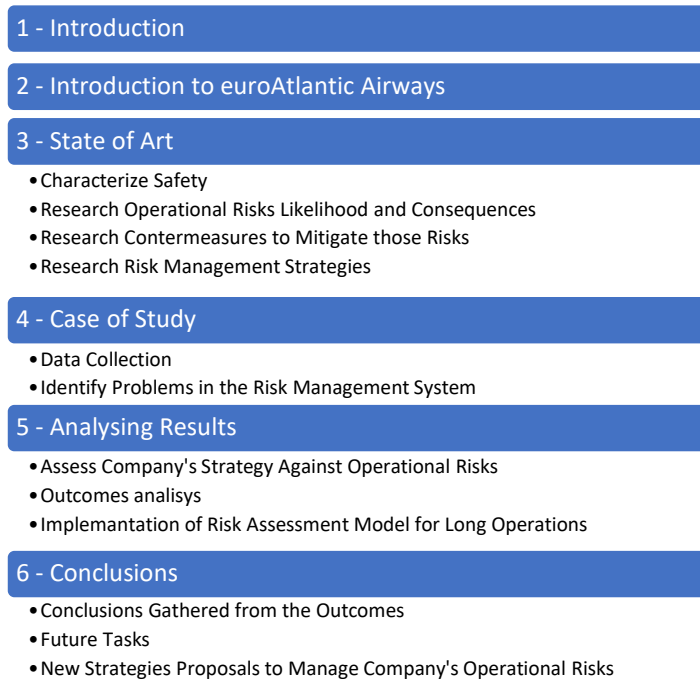 1 - Introduction
2 - Introduction to euroAtlantic Airways
3 - State of Art
•Characterize Safety
•Research Operational Risks Likelihood and Consequences
•Research Contermeasures to Mitigate those Risks
•Research Risk Management Strategies
4 - Case of Study
•Data Collection
•Identify Problems in the Risk Management System
5 - Analysing Results
•Assess Company's Strategy Against Operational Risks
•Outcomes analisys
•Implemantation of Risk Assessment Model for Long Operations
6 - Conclusions
•Conclusions Gathered from the Outcomes
•Future Tasks
•New Strategies Proposals to Manage Company's Operational Risks